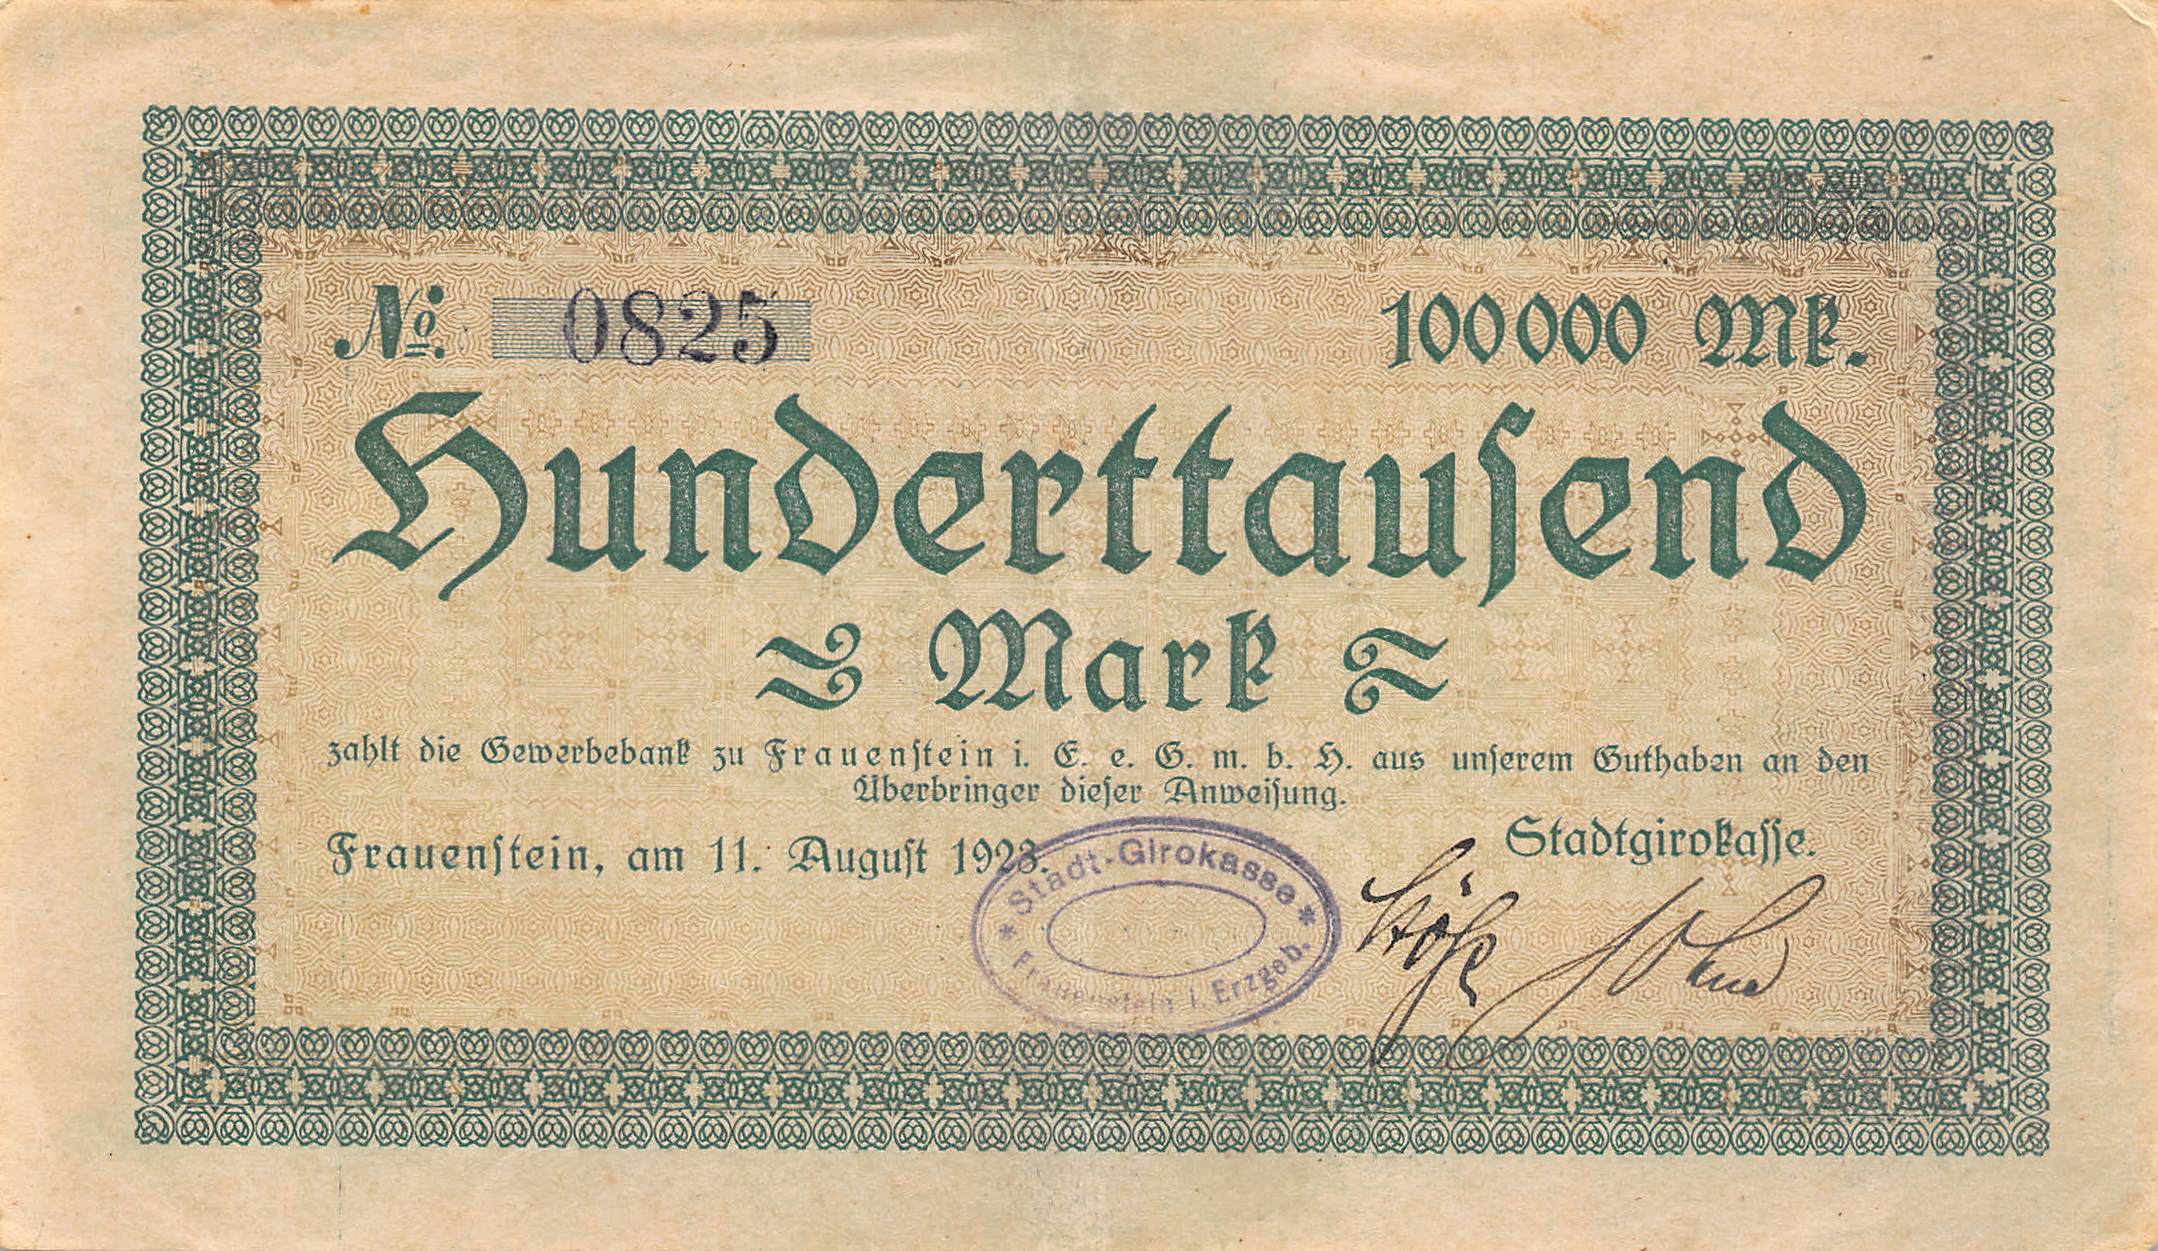 № 0825 100000 Mk.
Hunderttausend
Mark
zahlt die Gewerbebank zu Frauenstein i. E. e. G. m. b. H. aus unserem Guthaben an den
Überbringer dieser Anweisung.
Frauenstein, am 11. August 1923.
Stadtgirokasse.
* Stadt-Girokasse *
Frauenstein i. Erzgeb.